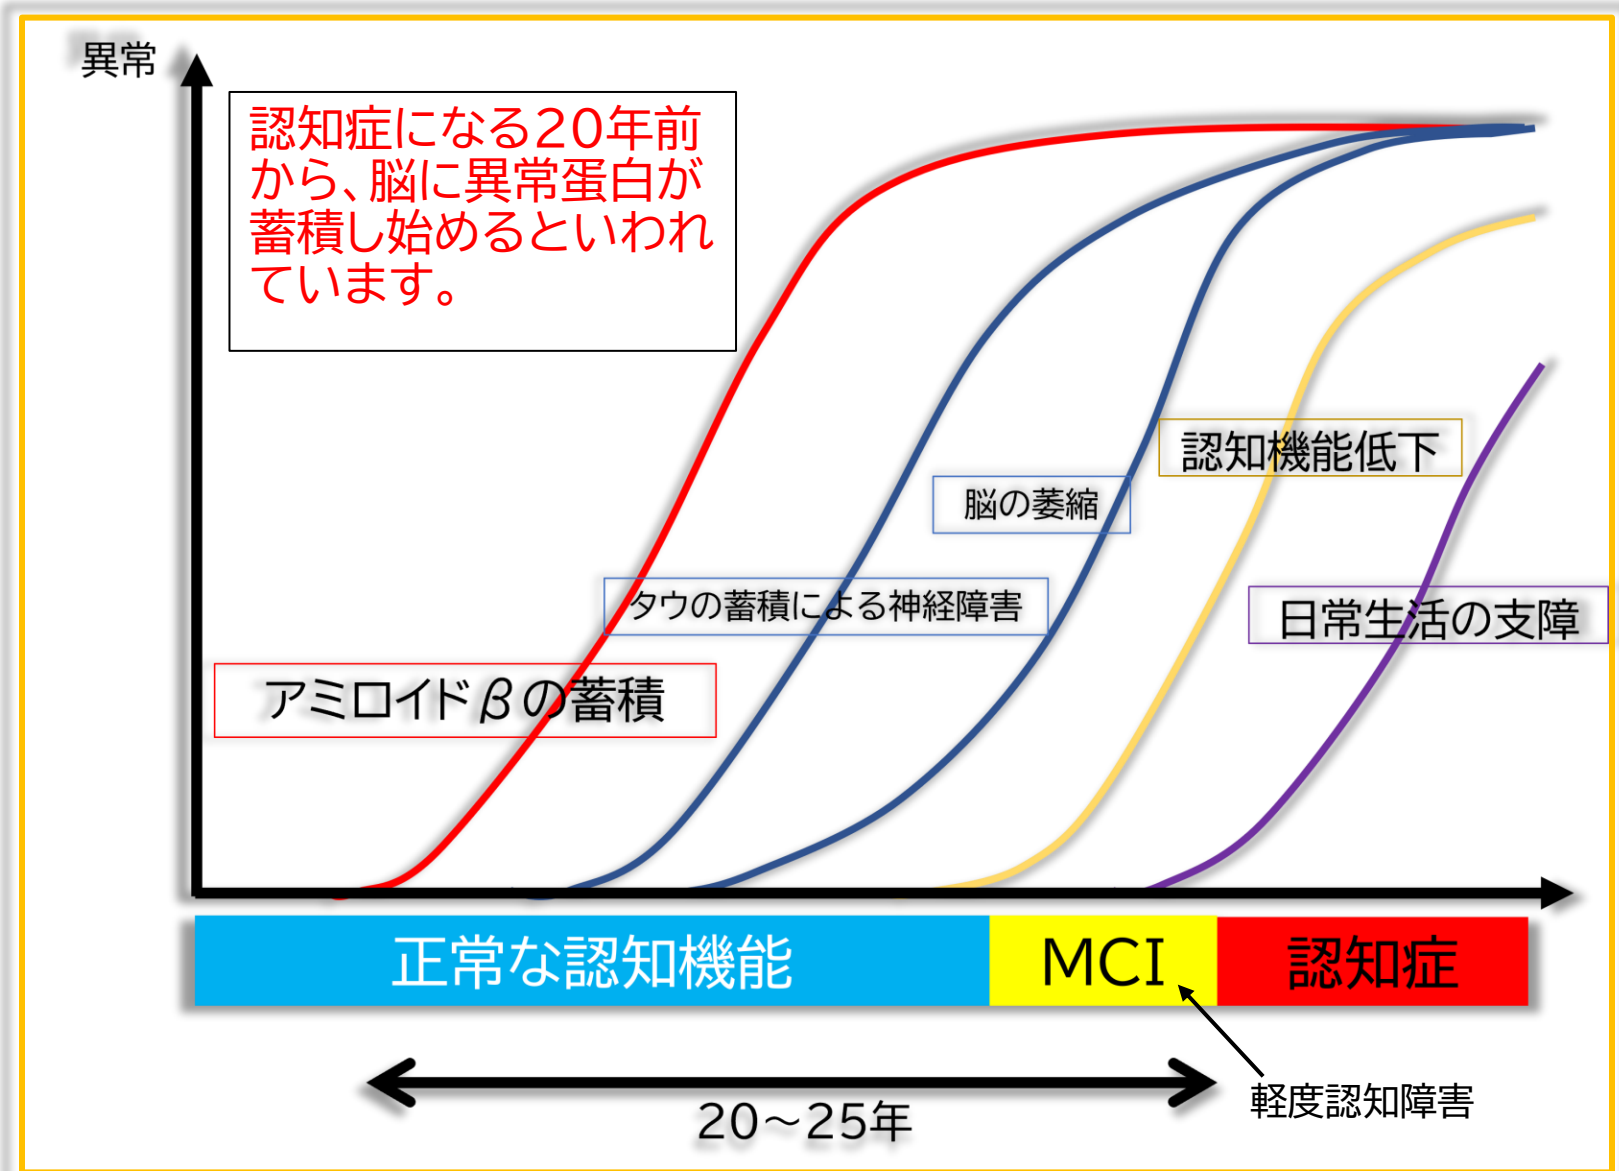 異常
認知症になる20年前
から、脳に異常蛋白が
蓄積し始めるといわれ
ています。
認知機能低下
脳の萎縮
タウの蓄積による神経障害
日常生活の支障
アミロイドβの蓄積
正常な認知機能
MCI
認知症
軽度認知障害
20～25年